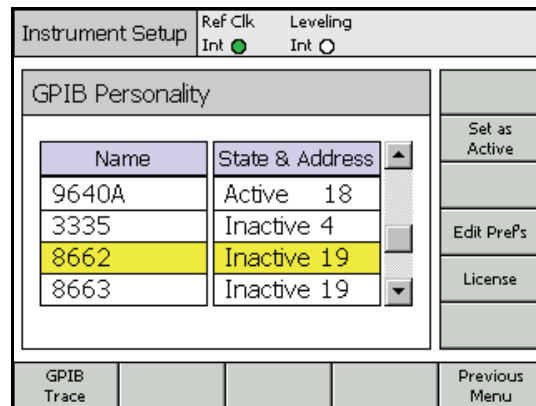 Instrument Setup
Ref Clk Leveling
Int Int
GPIB Personality
Name State & Address
9640A Active 18
3335 Inactive 4
8662 Inactive 19
8663 Inactive 19
Set as
Active
Edit Pref's
License
GPIB
Trace
Previous
Menu